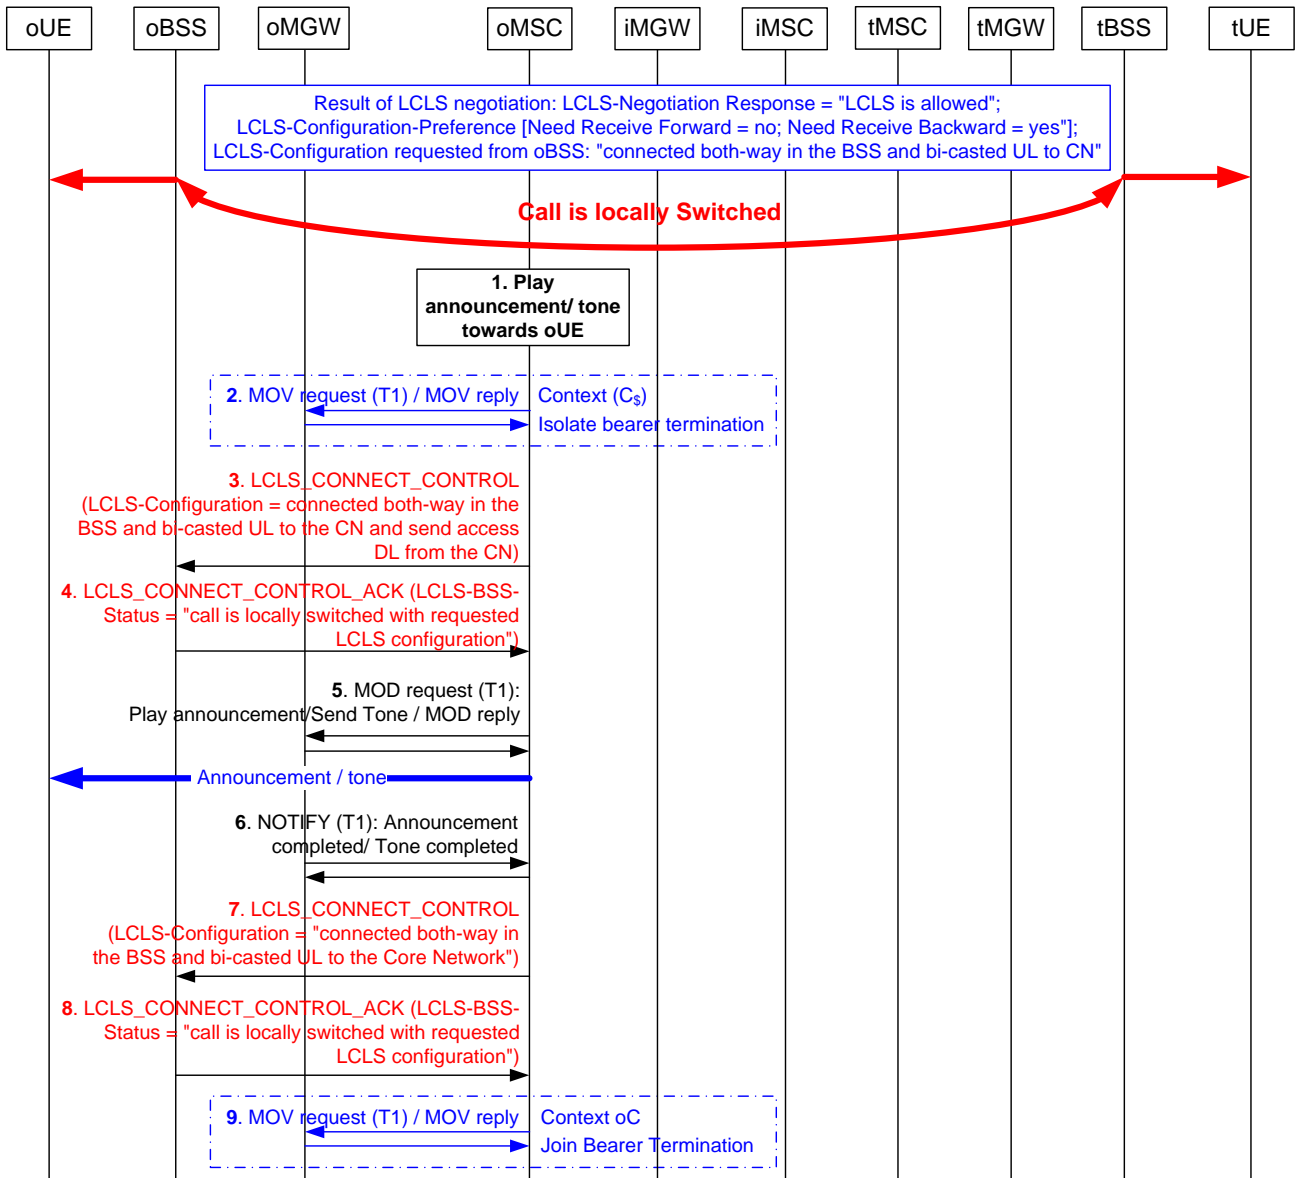 oUE oBSS oMGW oMSC iMGW iMSC tMSC tMGW tBSS tUE
Result of LCLS negotiation: LCLS-Negotiation Response = "LCLS is allowed";
LCLS-Configuration-Preference [Need Receive Forward = no; Need Receive Backward = yes"];
LCLS-Configuration requested from oBSS: "connected both-way in the BSS and bi-casted UL to CN"
Call is locally Switched
1. Play
announcement/ tone
towards oUE
2. MOV request (T1) / MOV reply Context (C$)
Isolate bearer termination
3. LCLS_CONNECT_CONTROL
(LCLS-Configuration = connected both-way in the
BSS and bi-casted UL to the CN and send access
DL from the CN)
4. LCLS_CONNECT_CONTROL_ACK (LCLS-BSS-
Status = "call is locally switched with requested
LCLS configuration")
5. MOD request (T1):
Play announcement/Send Tone / MOD reply
Announcement / tone
6. NOTIFY (T1): Announcement
completed/ Tone completed
7. LCLS_CONNECT_CONTROL
(LCLS-Configuration = "connected both-way in
the BSS and bi-casted UL to the Core Network")
8. LCLS_CONNECT_CONTROL_ACK (LCLS-BSS-
Status = "call is locally switched with requested
LCLS configuration")
9. MOV request (T1) / MOV reply Context oC
Join Bearer Termination